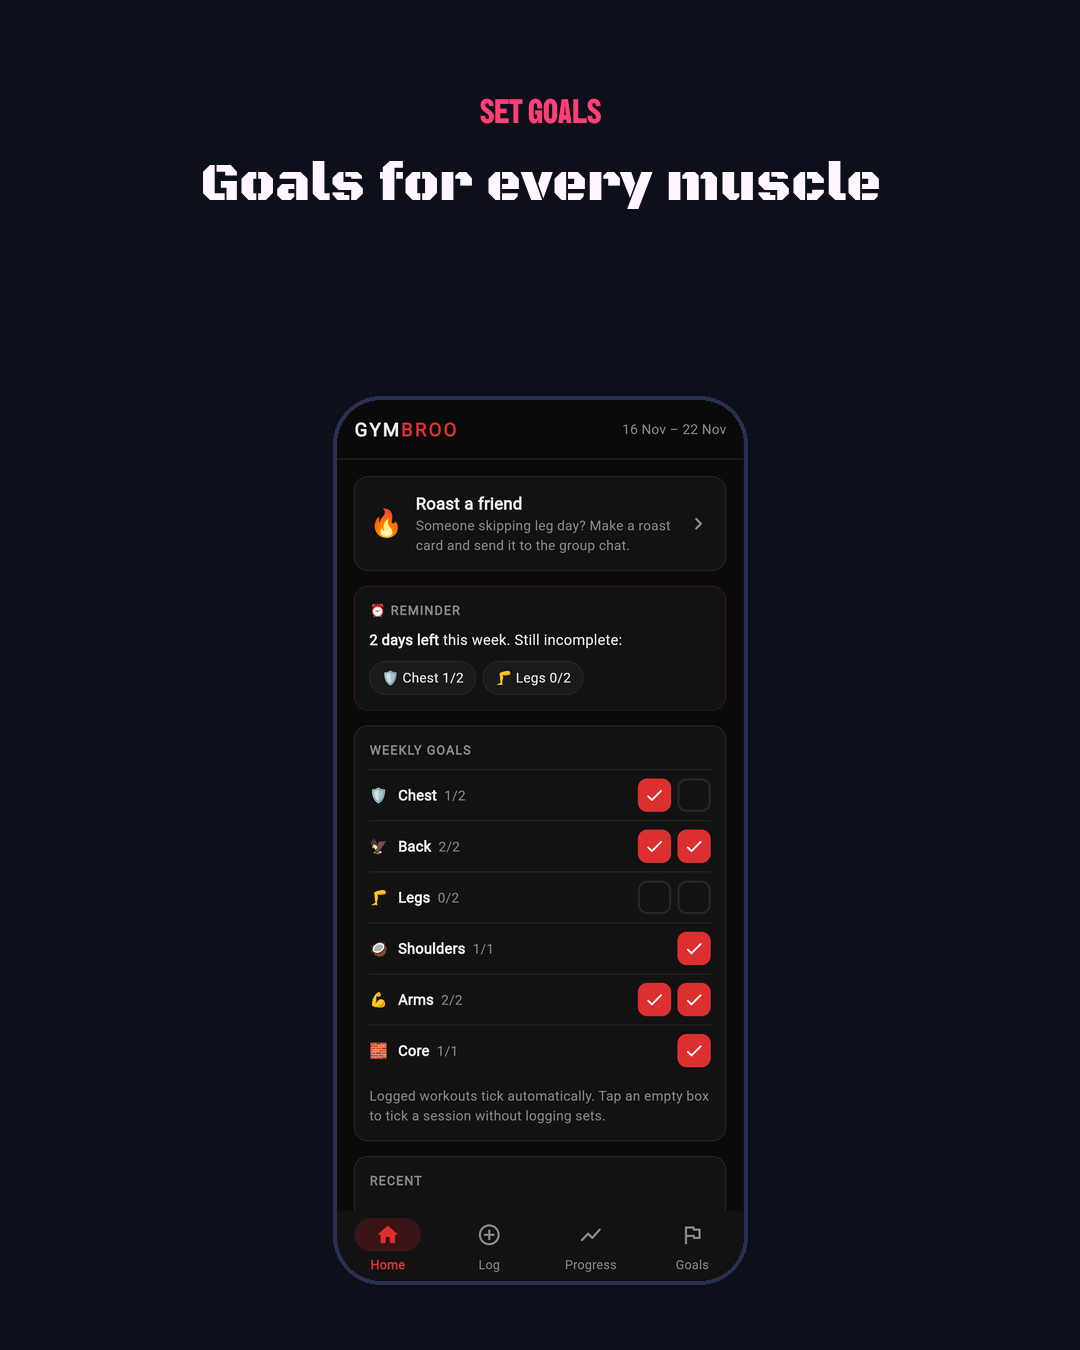 SET GOALS
Goals for every muscle
GYMBROO
16 Nov – 22 Nov
Roast a friend
Someone skipping leg day? Make a roast
card and send it to the group chat.
REMINDER
2 days left this week. Still incomplete:
Chest 1/2
Legs 0/2
WEEKLY GOALS
Chest 1/2
Back 2/2
Legs 0/2
Shoulders 1/1
Arms 2/2
Core 1/1
Logged workouts tick automatically. Tap an empty box
to tick a session without logging sets.
RECENT
Home
Log
Progress
Goals